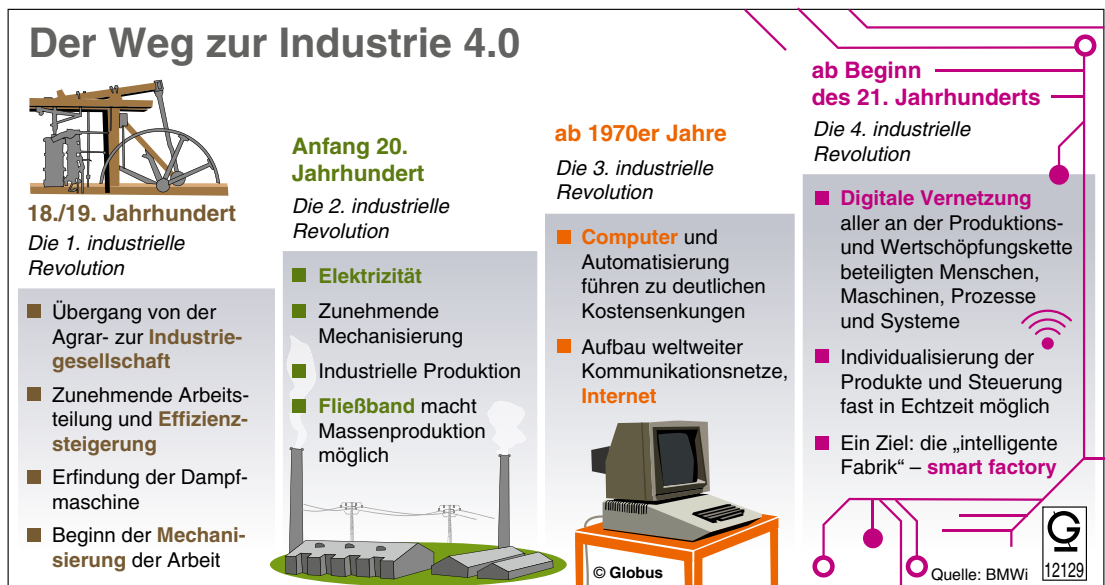 Der Weg zur Industrie 4.0
18./19. Jahrhundert
Die 1. industrielle
Revolution
Übergang von der
Agrar- zur Industrie-
gesellschaft
Zunehmende Arbeits-
teilung und Effizienz-
steigerung
Erfindung der Dampf-
maschine
Beginn der Mechani-
sierung der Arbeit
Anfang 20.
Jahrhundert
Die 2. industrielle
Revolution
Elektrizität
Zunehmende
Mechanisierung
Industrielle Produktion
Fließband macht
Massenproduktion
möglich
ab 1970er Jahre
Die 3. industrielle
Revolution
Computer und
Automatisierung
führen zu deutlichen
Kostensenkungen
Aufbau weltweiter
Kommunikationsnetze,
Internet
© Globus
ab Beginn
des 21. Jahrhunderts
Die 4. industrielle
Revolution
Digitale Vernetzung
aller an der Produktions-
und Wertschöpfungskette
beteiligten Menschen,
Maschinen, Prozesse
und Systeme
Individualisierung der
Produkte und Steuerung
fast in Echtzeit möglich
Ein Ziel: die „intelligente
Fabrik“ – smart factory
Quelle: BMWi
G
12129